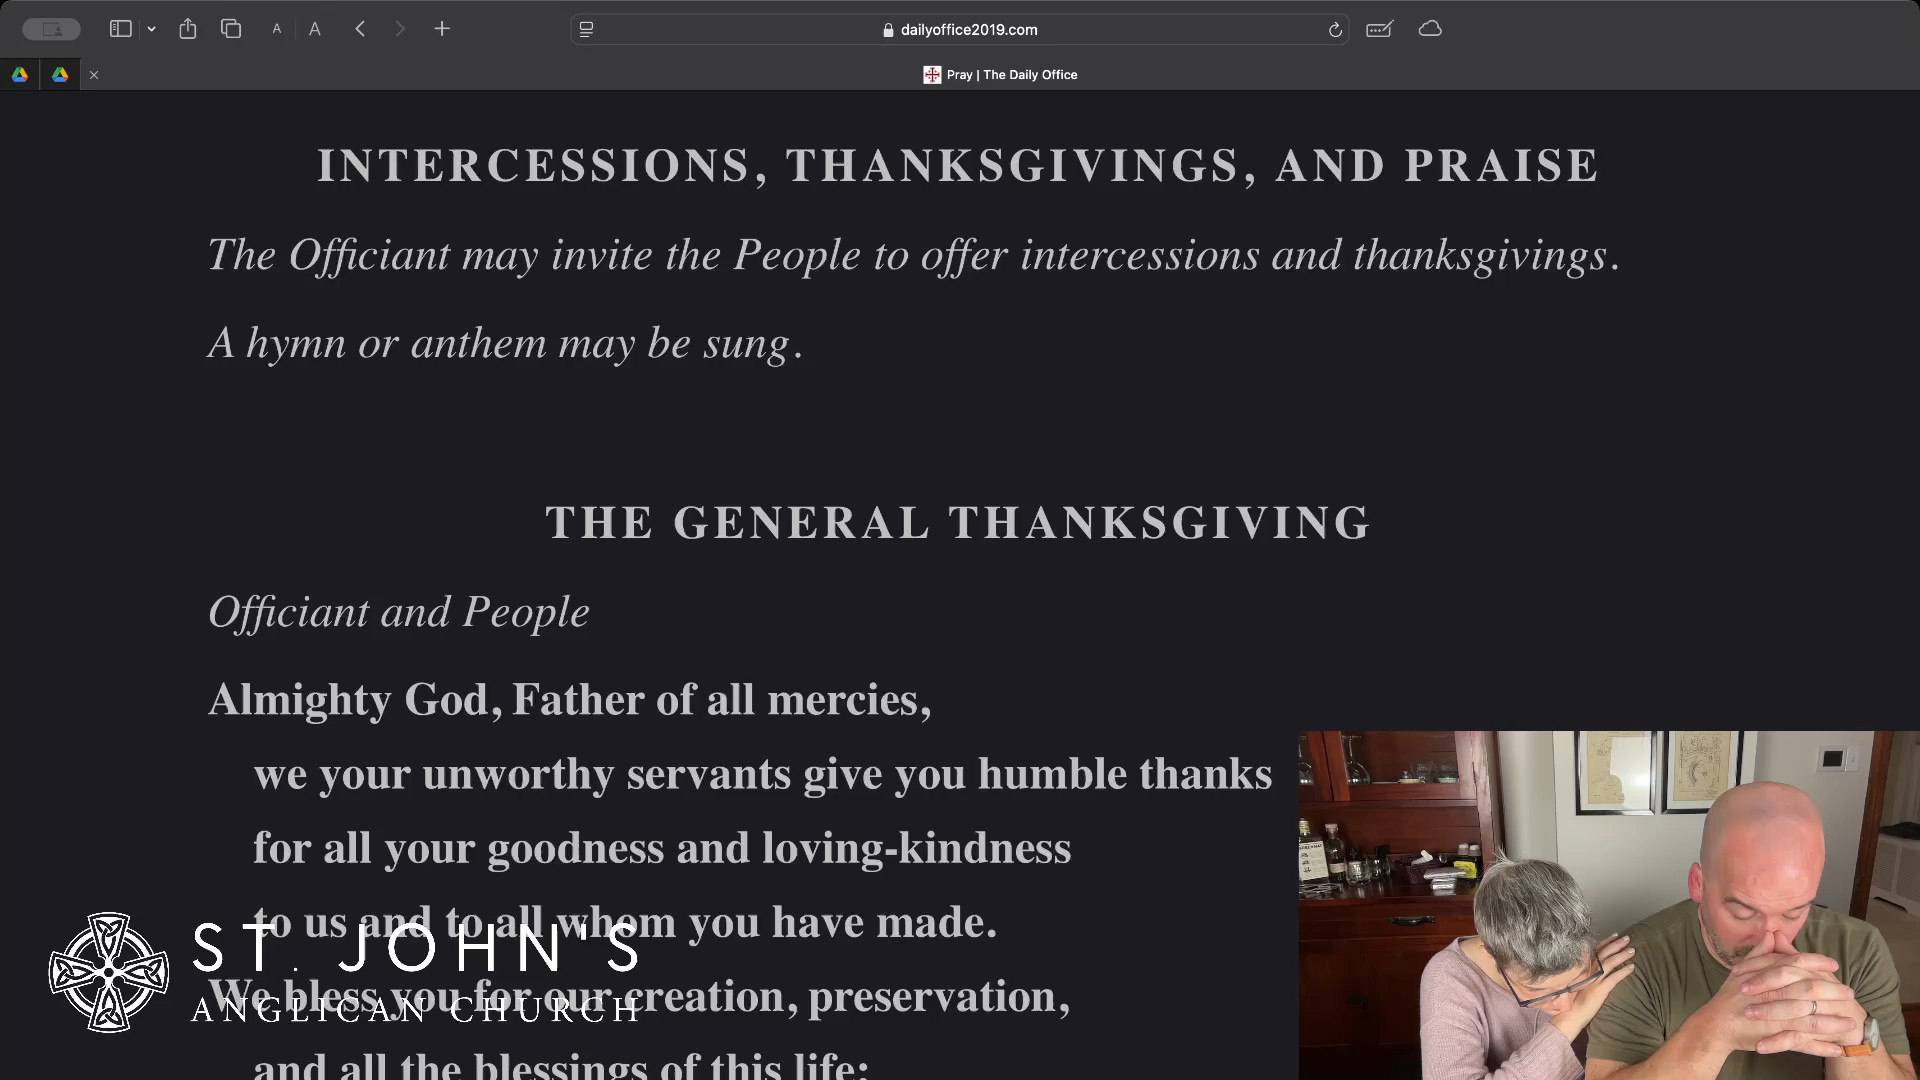 A A
dailyoffice2019.com
Pray | The Daily Office
INTERCESSIONS, THANKSGIVINGS, AND PRAISE
The Officiant may invite the People to offer intercessions and thanksgivings.
A hymn or anthem may be sung.
THE GENERAL THANKSGIVING
Officiant and People
Almighty God, Father of all mercies,
we your unworthy servants give you humble thanks
for all your goodness and loving-kindness
to us and to all whom you have made.
We bless you for our creation, preservation,
and all the blessings of this life;
ST. JOHN'S
ANGLICAN CHURCH